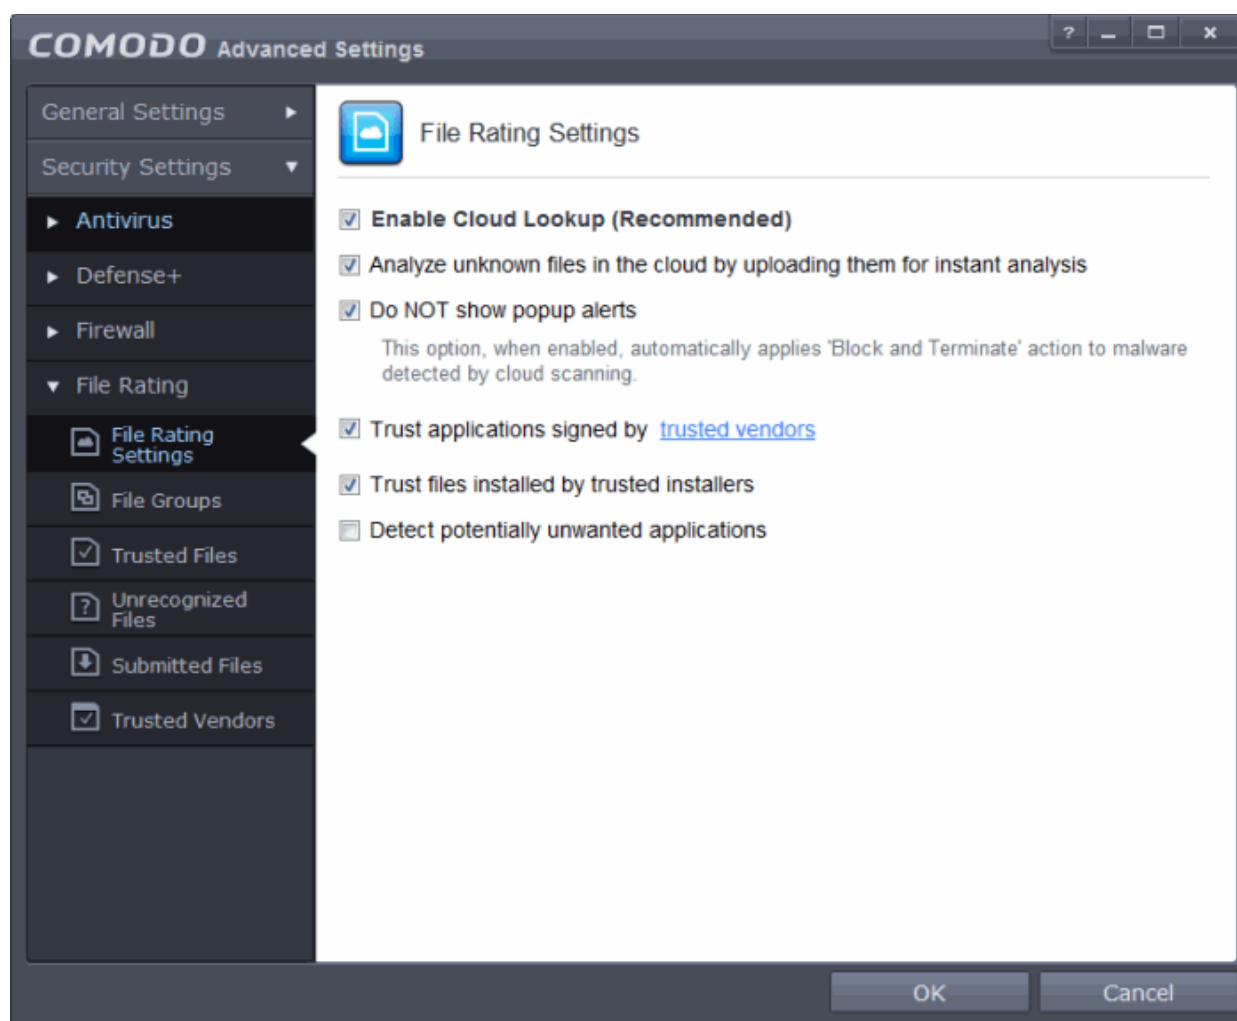 COMODO Advanced Settings
?
General Settings
Security Settings
Antivirus
Defense+
Firewall
File Rating
File Rating
Settings
File Groups
Trusted Files
Unrecognized
Files
Submitted Files
Trusted Vendors
File Rating Settings
Enable Cloud Lookup (Recommended)
Analyze unknown files in the cloud by uploading them for instant analysis
Do NOT show popup alerts
This option, when enabled, automatically applies 'Block and Terminate' action to malware
detected by cloud scanning.
Trust applications signed by trusted vendors
Trust files installed by trusted installers
Detect potentially unwanted applications
OK
Cancel